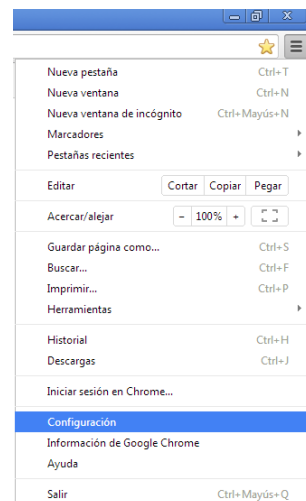 Nueva pestaña Ctrl+T
Nueva ventana Ctrl+N
Nueva ventana de incógnito Ctrl+Mayús+N
Marcadores
Pestañas recientes
Editar Cortar Copiar Pegar
Acercar/alejar - 100% +
Guardar página como... Ctrl+S
Buscar... Ctrl+F
Imprimir... Ctrl+P
Herramientas
Historial Ctrl+H
Descargas Ctrl+J
Iniciar sesión en Chrome...
Configuración
Información de Google Chrome
Ayuda
Salir Ctrl+Mayús+Q